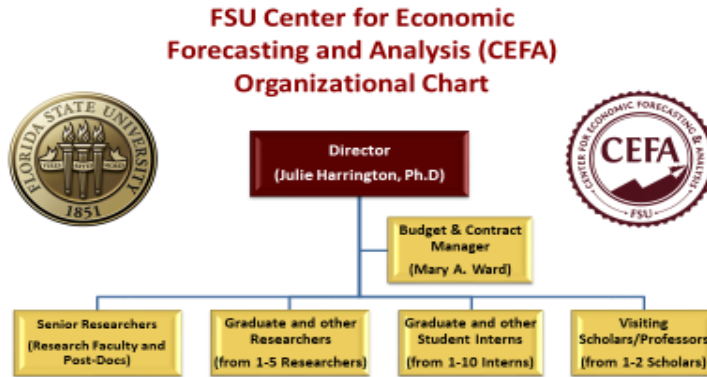 FSU Center for Economic
Forecasting and Analysis (CEFA)
Organizational Chart
FLORIDA STATE UNIVERSITY
1851
CENTER FOR ECONOMIC FORECASTING & ANALYSIS
CEFA
FSU
Director
(Julie Harrington, Ph.D)
Budget & Contract
Manager
(Mary A. Ward)
Senior Researchers
(Research Faculty and
Post-Docs)
Graduate and other
Researchers
(from 1-5 Researchers)
Graduate and other
Student Interns
(from 1-10 Interns)
Visiting
Scholars/Professors
(from 1-2 Scholars)